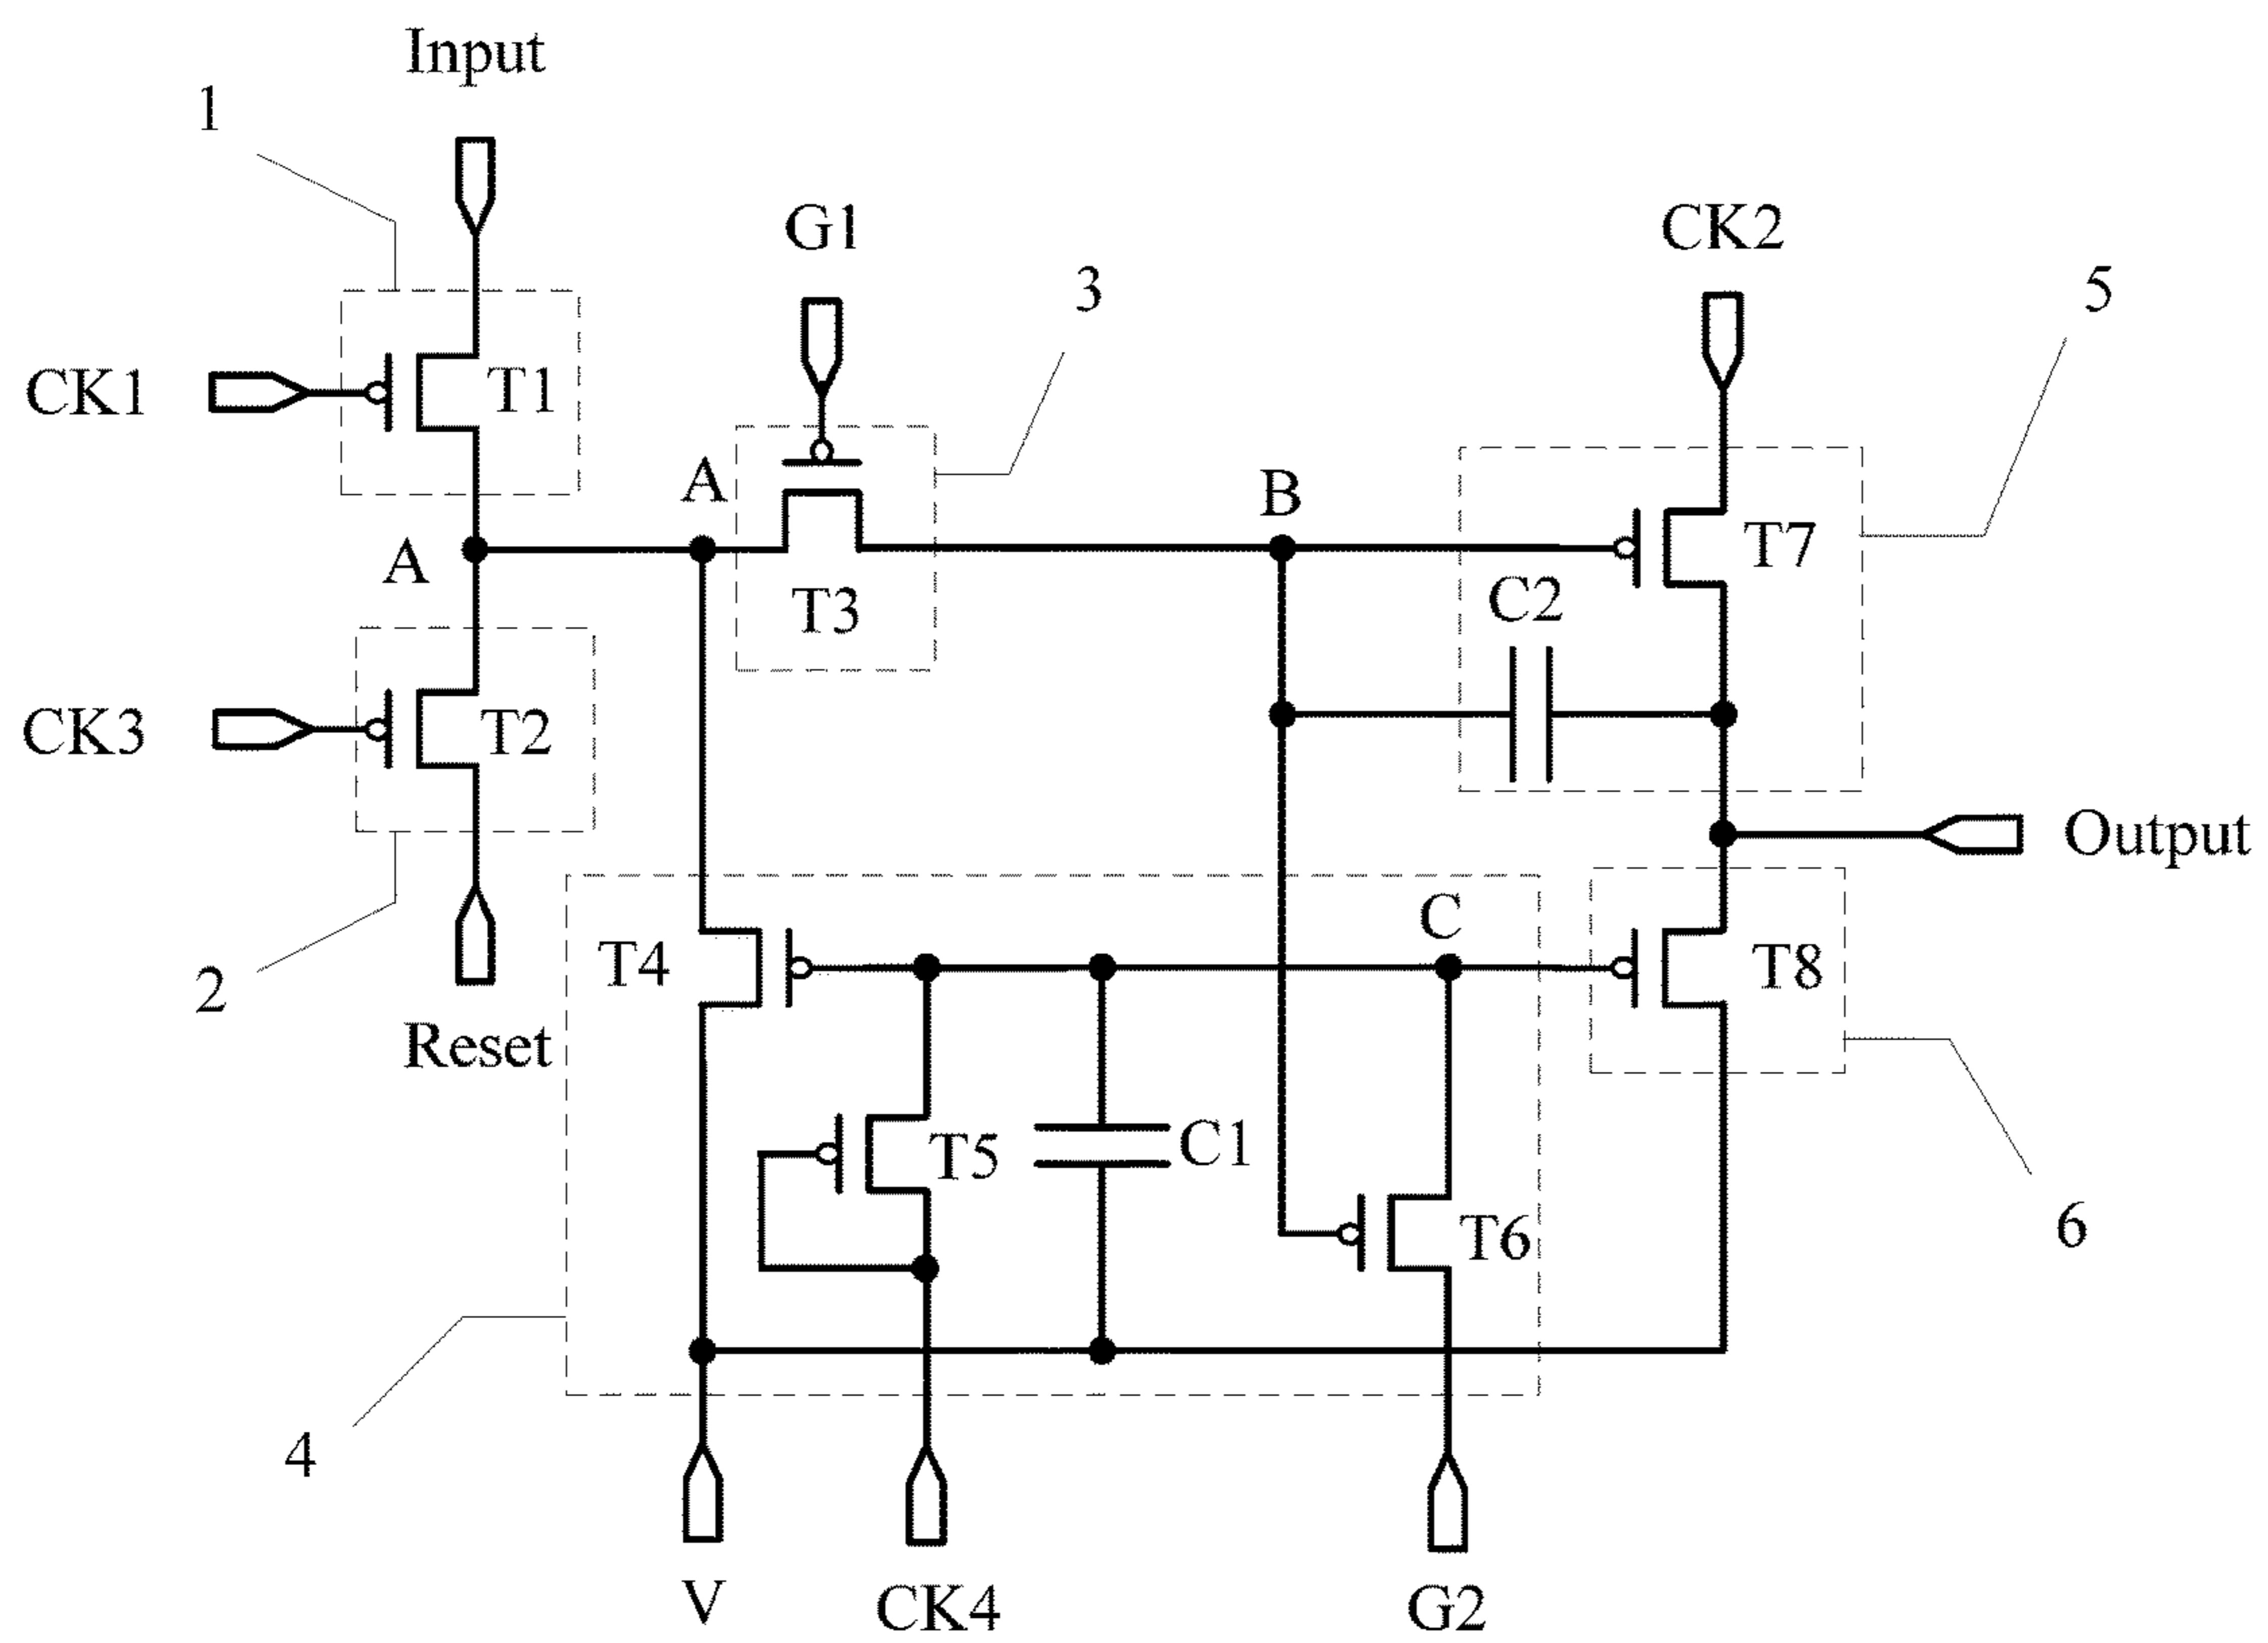 Input
1
G1
CK2
3
5
CK1
T1
A
B
T7
A
C2
T3
CK3
T2
Output
C
T4
T8
2
Reset
C1
T5
T6
6
4
V
CK4
G2